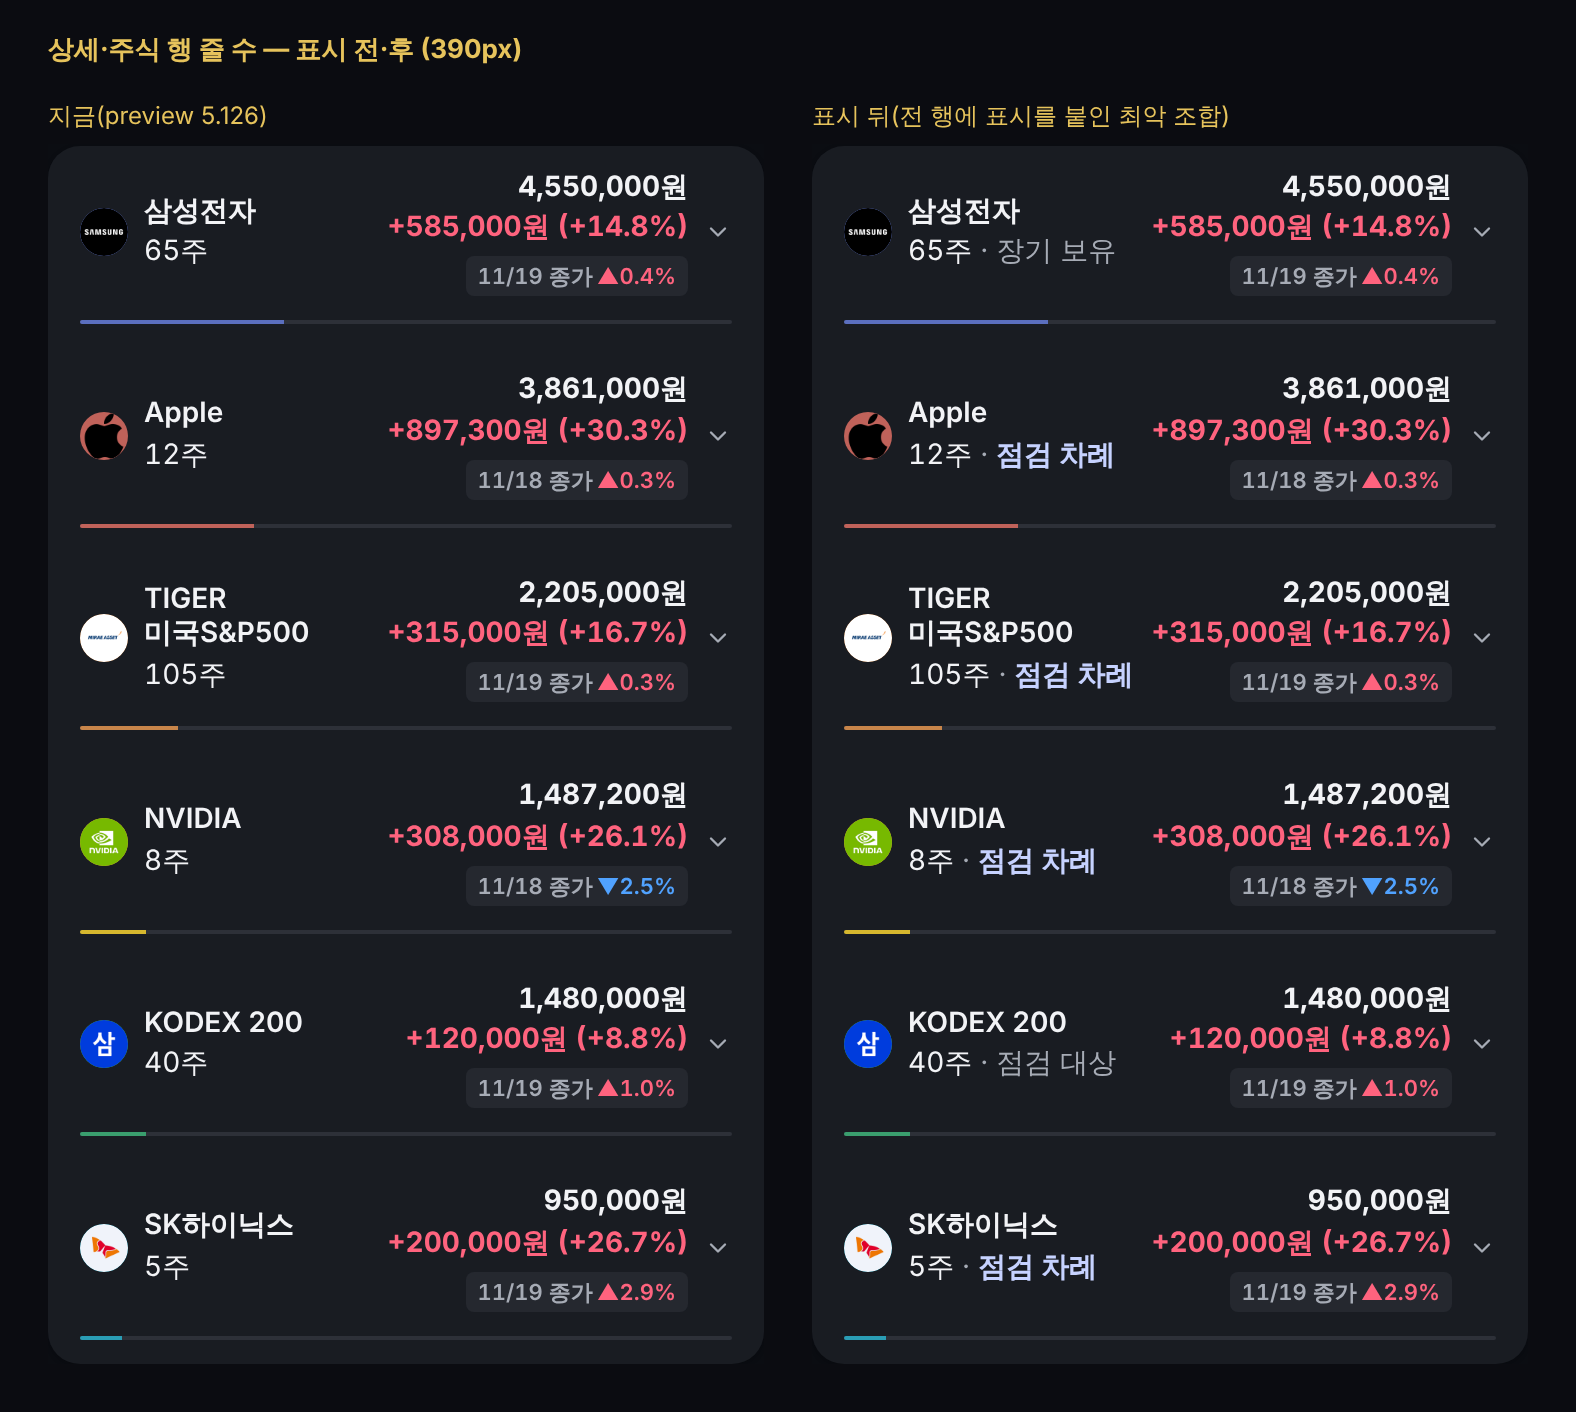 상세·주식 행 줄 수 — 표시 전·후 (390px)
지금(preview 5.126)
4,550,000원
삼성전자
SAMSUNG
+585,000원 (+14.8%)
65주
11/19 종가 ▲0.4%
3,861,000원
Apple
+897,300원 (+30.3%)
12주
11/18 종가 ▲0.3%
2,205,000원
TIGER
미국S&P500
MIRAE ASSET
+315,000원 (+16.7%)
105주
11/19 종가 ▲0.3%
1,487,200원
NVIDIA
NVIDIA
+308,000원 (+26.1%)
8주
11/18 종가 ▼2.5%
1,480,000원
KODEX 200
삼
+120,000원 (+8.8%)
40주
11/19 종가 ▲1.0%
950,000원
SK하이닉스
+200,000원 (+26.7%)
5주
11/19 종가 ▲2.9%
표시 뒤(전 행에 표시를 붙인 최악 조합)
4,550,000원
삼성전자
SAMSUNG
+585,000원 (+14.8%)
65주 · 장기 보유
11/19 종가 ▲0.4%
3,861,000원
Apple
+897,300원 (+30.3%)
12주 · 점검 차례
11/18 종가 ▲0.3%
2,205,000원
TIGER
미국S&P500
MIRAE ASSET
+315,000원 (+16.7%)
105주 · 점검 차례
11/19 종가 ▲0.3%
1,487,200원
NVIDIA
NVIDIA
+308,000원 (+26.1%)
8주 · 점검 차례
11/18 종가 ▼2.5%
1,480,000원
KODEX 200
삼
+120,000원 (+8.8%)
40주 · 점검 대상
11/19 종가 ▲1.0%
950,000원
SK하이닉스
+200,000원 (+26.7%)
5주 · 점검 차례
11/19 종가 ▲2.9%